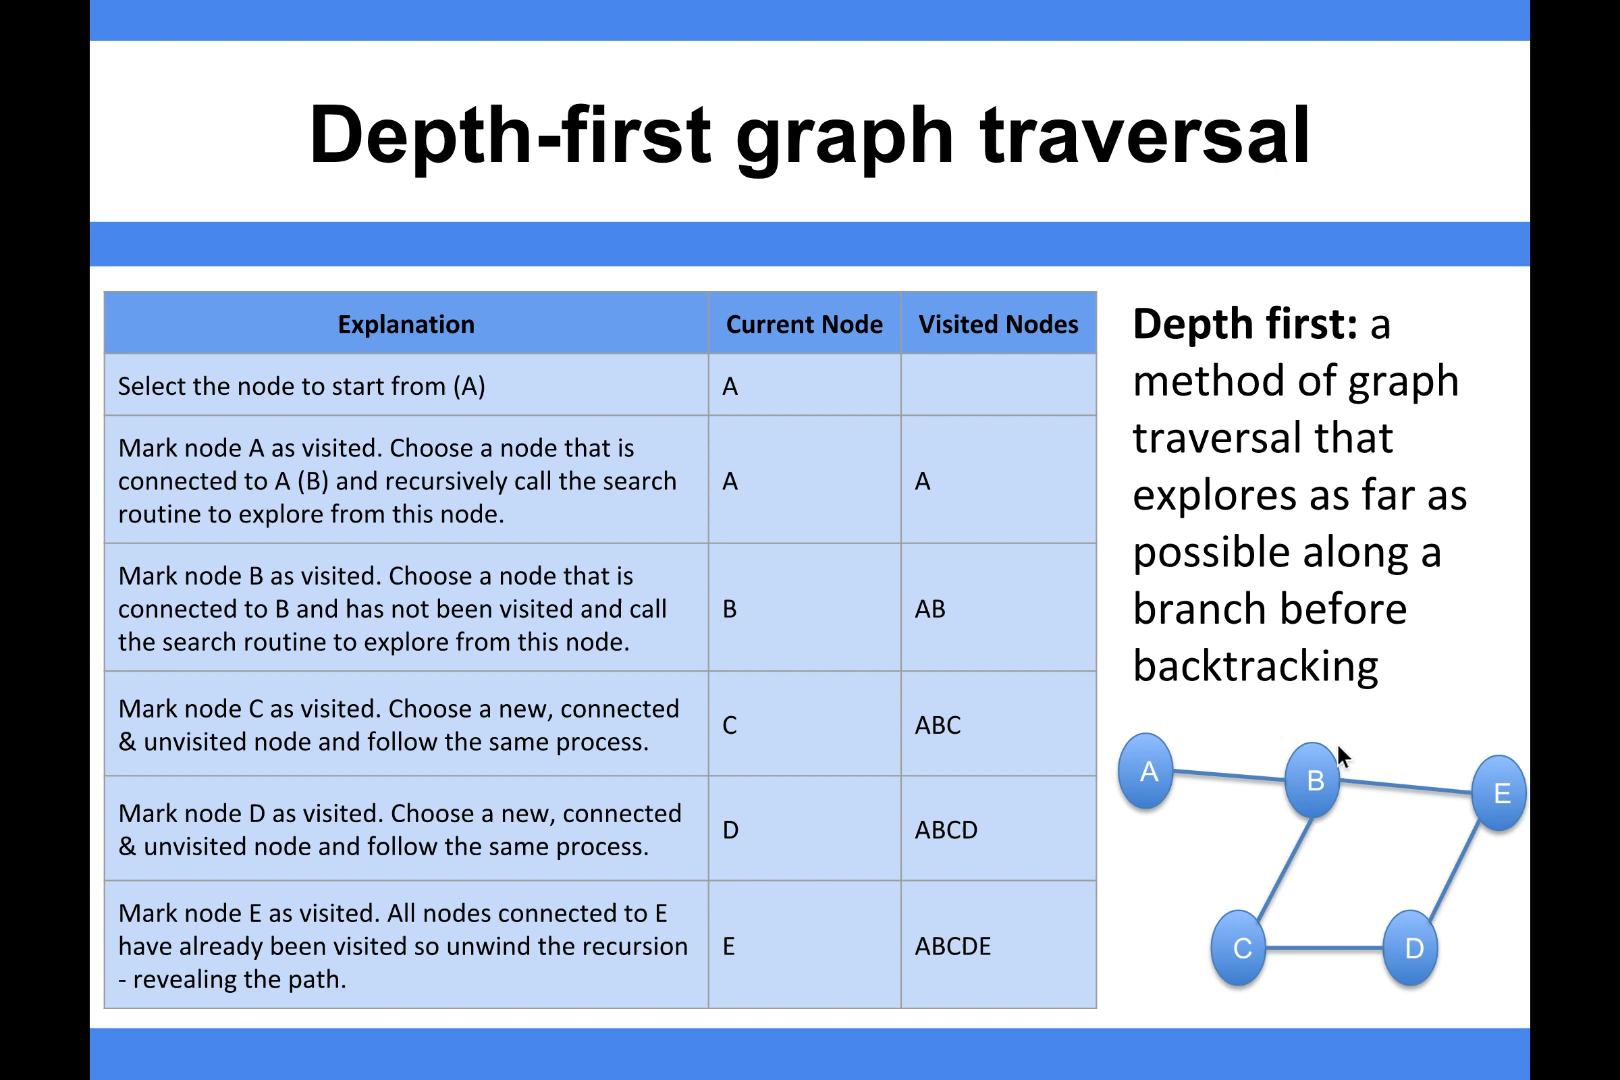 Depth-first graph traversal
Explanation
Current Node
Visited Nodes
Select the node to start from (A)
A
Mark node A as visited. Choose a node that is
connected to A (B) and recursively call the search
routine to explore from this node.
A
A
Mark node B as visited. Choose a node that is
connected to B and has not been visited and call
the search routine to explore from this node.
B
AB
Mark node C as visited. Choose a new, connected
& unvisited node and follow the same process.
C
ABC
Mark node D as visited. Choose a new, connected
& unvisited node and follow the same process.
D
ABCD
Mark node E as visited. All nodes connected to E
have already been visited so unwind the recursion
- revealing the path.
E
ABCDE
Depth first: a
method of graph
traversal that
explores as far as
possible along a
branch before
backtracking
A
B
E
C
D